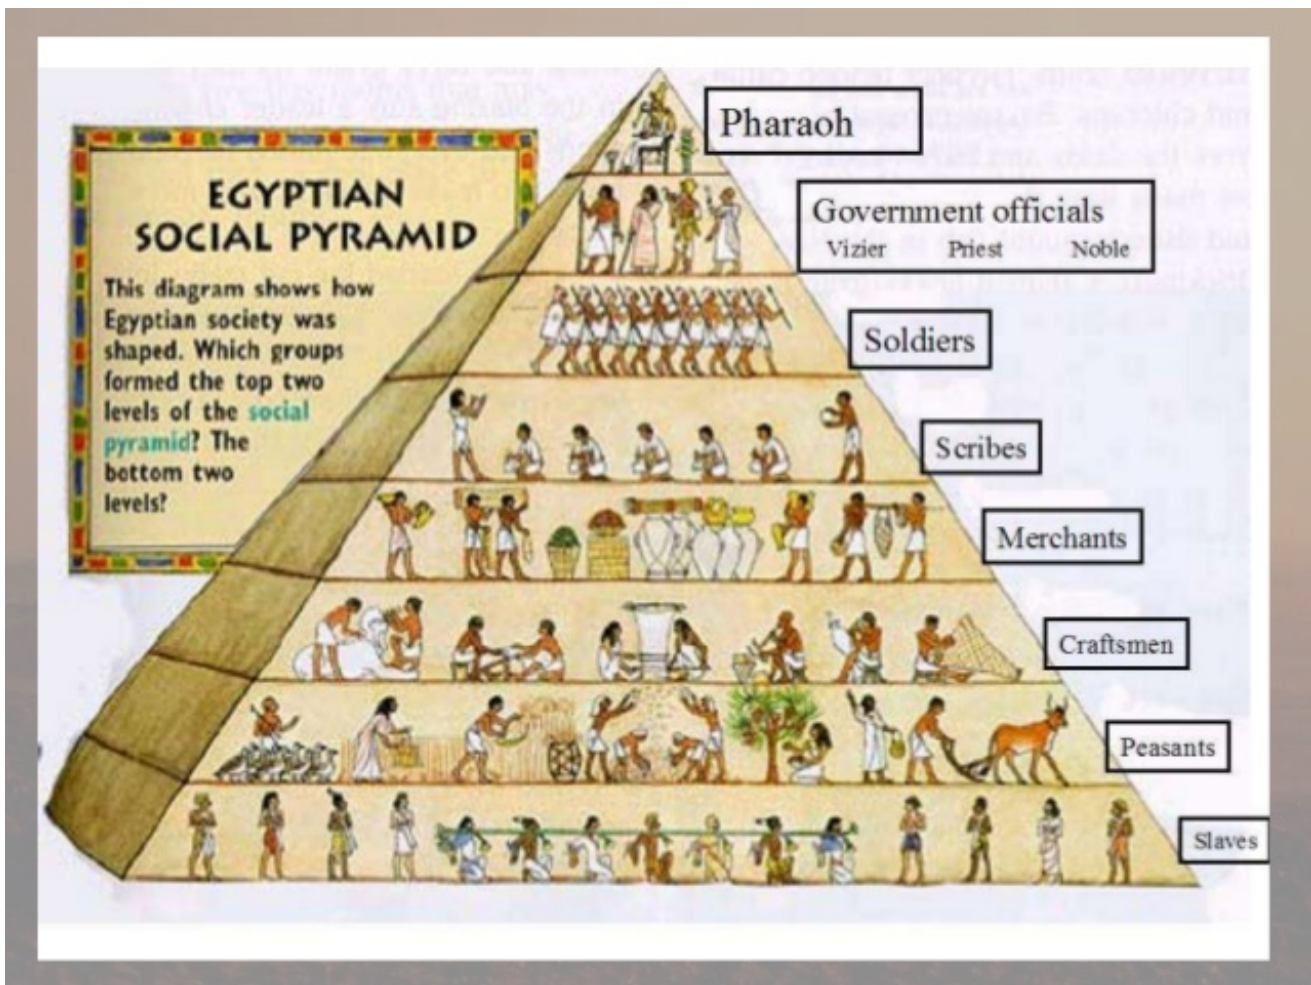 EGYPTIAN
SOCIAL PYRAMID
This diagram shows how
Egyptian society was
shaped. Which groups
formed the top two
levels of the social
pyramid? The
bottom two
levels?
Pharaoh
Government officials
Vizier Priest Noble
Soldiers
Scribes
Merchants
Craftsmen
Peasants
Slaves